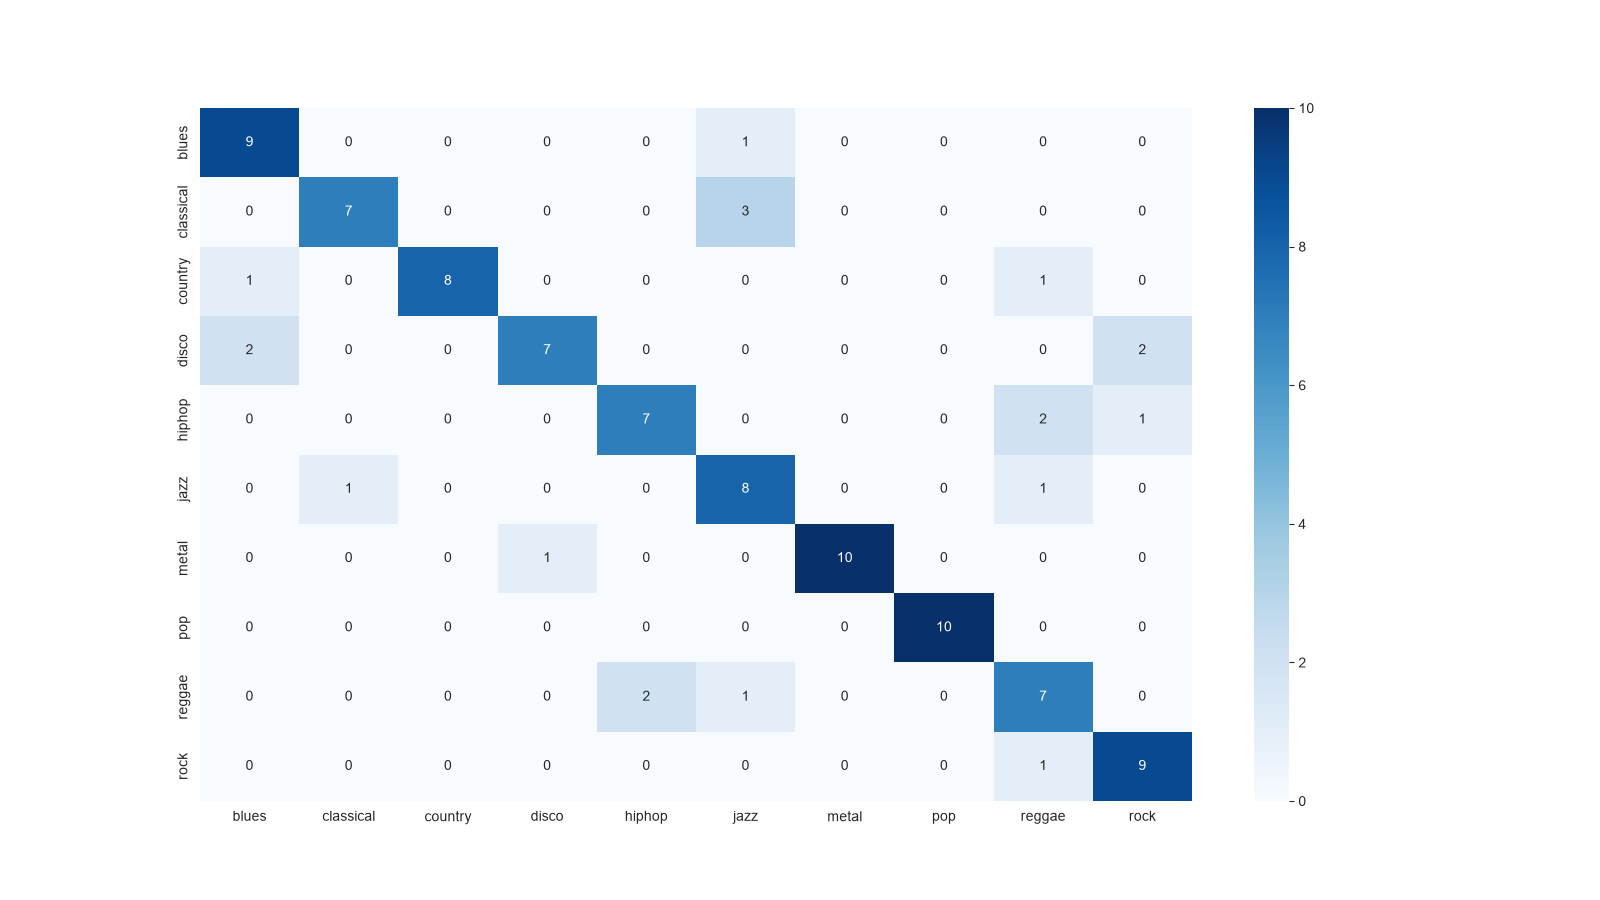 blues 9 0 0 0 0 1 0 0 0 0
classical 0 7 0 0 0 3 0 0 0 0
country 1 0 8 0 0 0 0 0 1 0
disco 2 0 0 7 0 0 0 0 0 2
hiphop 0 0 0 0 7 0 0 0 2 1
jazz 0 1 0 0 0 8 0 0 1 0
metal 0 0 0 1 0 0 10 0 0 0
pop 0 0 0 0 0 0 0 10 0 0
reggae 0 0 0 0 2 1 0 0 7 0
rock 0 0 0 0 0 0 0 0 1 9
blues classical country disco hiphop jazz metal pop reggae rock
10
8
6
4
2
0